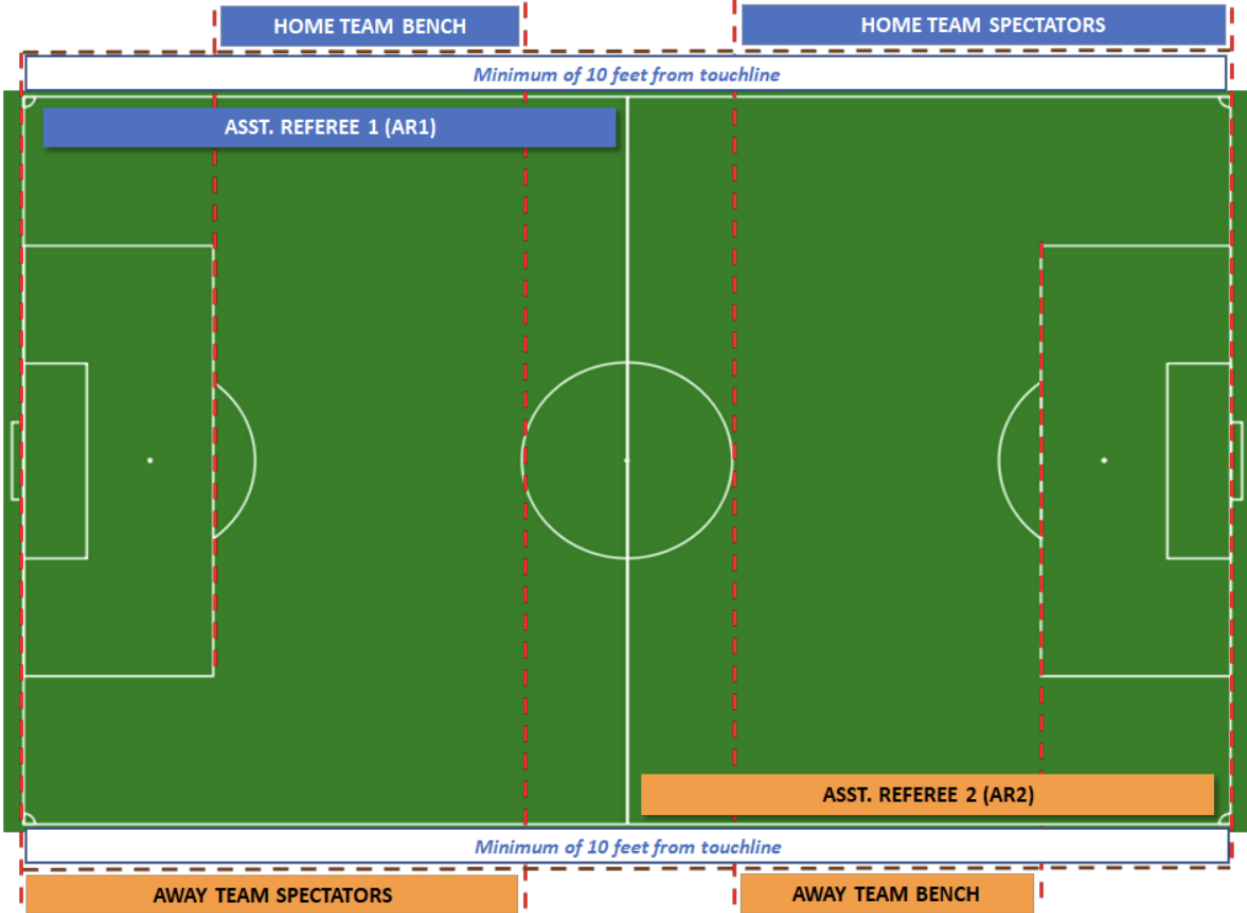 HOME TEAM BENCH
HOME TEAM SPECTATORS
Minimum of 10 feet from touchline
ASST. REFEREE 1 (AR1)
ASST. REFEREE 2 (AR2)
Minimum of 10 feet from touchline
AWAY TEAM SPECTATORS
AWAY TEAM BENCH